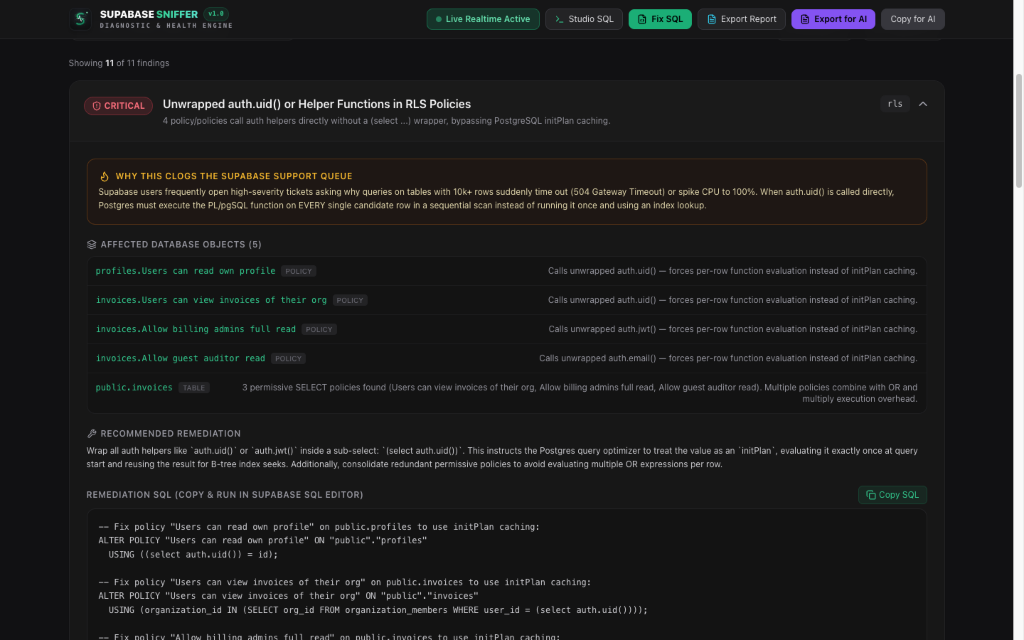 SUPABASE SNIFFER v1.0
DIAGNOSTIC & HEALTH ENGINE
Live Realtime Active
Studio SQL
Fix SQL
Export Report
Export for AI
Copy for AI
Showing 11 of 11 findings
CRITICAL
Unwrapped auth.uid() or Helper Functions in RLS Policies
rls
4 policy/policies call auth helpers directly without a (select ...) wrapper, bypassing PostgreSQL initPlan caching.
WHY THIS CLOGS THE SUPABASE SUPPORT QUEUE
Supabase users frequently open high-severity tickets asking why queries on tables with 10k+ rows suddenly time out (504 Gateway Timeout) or spike CPU to 100%. When auth.uid() is called directly,
Postgres must execute the PL/pgSQL function on EVERY single candidate row in a sequential scan instead of running it once and using an index lookup.
AFFECTED DATABASE OBJECTS (5)
profiles.Users can read own profile POLICY Calls unwrapped auth.uid() — forces per-row function evaluation instead of initPlan caching.
invoices.Users can view invoices of their org POLICY Calls unwrapped auth.uid() — forces per-row function evaluation instead of initPlan caching.
invoices.Allow billing admins full read POLICY Calls unwrapped auth.jwt() — forces per-row function evaluation instead of initPlan caching.
invoices.Allow guest auditor read POLICY Calls unwrapped auth.email() — forces per-row function evaluation instead of initPlan caching.
public.invoices TABLE 3 permissive SELECT policies found (Users can view invoices of their org, Allow billing admins full read, Allow guest auditor read). Multiple policies combine with OR and
multiply execution overhead.
RECOMMENDED REMEDIATION
Wrap all auth helpers like `auth.uid()` or `auth.jwt()` inside a sub-select: `(select auth.uid())`. This instructs the Postgres query optimizer to treat the value as an `initPlan`, evaluating it exactly once at query
start and reusing the result for B-tree index seeks. Additionally, consolidate redundant permissive policies to avoid evaluating multiple OR expressions per row.
REMEDIATION SQL (COPY & RUN IN SUPABASE SQL EDITOR)
Copy SQL
-- Fix policy "Users can read own profile" on public.profiles to use initPlan caching:
ALTER POLICY "Users can read own profile" ON "public"."profiles"
USING ((select auth.uid()) = id);
-- Fix policy "Users can view invoices of their org" on public.invoices to use initPlan caching:
ALTER POLICY "Users can view invoices of their org" ON "public"."invoices"
USING (organization_id IN (SELECT org_id FROM organization_members WHERE user_id = (select auth.uid())));
-- Fix policy "Allow billing admins full read" on public.invoices to use initPlan caching: